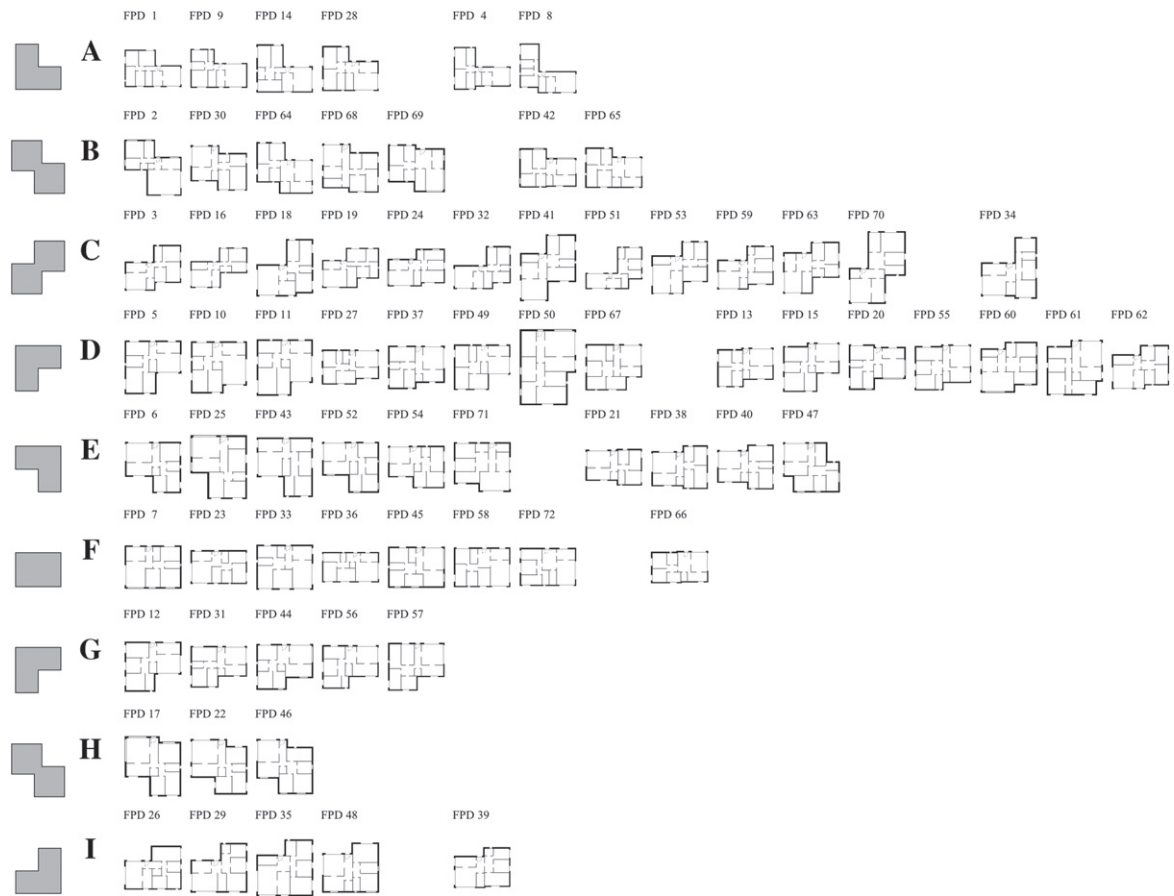 FPD 1 FPD 9 FPD 14 FPD 28 FPD 4 FPD 8
A
FPD 2 FPD 30 FPD 64 FPD 68 FPD 69 FPD 42 FPD 65
B
FPD 3 FPD 16 FPD 18 FPD 19 FPD 24 FPD 32 FPD 41 FPD 51 FPD 53 FPD 59 FPD 63 FPD 70 FPD 34
C
FPD 5 FPD 10 FPD 11 FPD 27 FPD 37 FPD 49 FPD 50 FPD 67 FPD 13 FPD 15 FPD 20 FPD 55 FPD 60 FPD 61 FPD 62
D
FPD 6 FPD 25 FPD 43 FPD 52 FPD 54 FPD 71 FPD 21 FPD 38 FPD 40 FPD 47
E
FPD 7 FPD 23 FPD 33 FPD 36 FPD 45 FPD 58 FPD 72 FPD 66
F
FPD 12 FPD 31 FPD 44 FPD 56 FPD 57
G
FPD 17 FPD 22 FPD 46
H
FPD 26 FPD 29 FPD 35 FPD 48 FPD 39
I